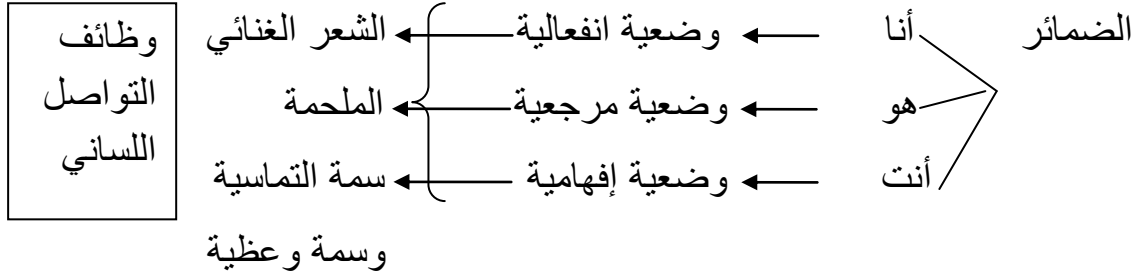 الضمائر أنا وضعية انفعالية الشعر الغنائي وظائف
هو وضعية مرجعية الملحمة التواصل
أنت وضعية إفهامية سمة التماسية اللساني
وسمة وعظية